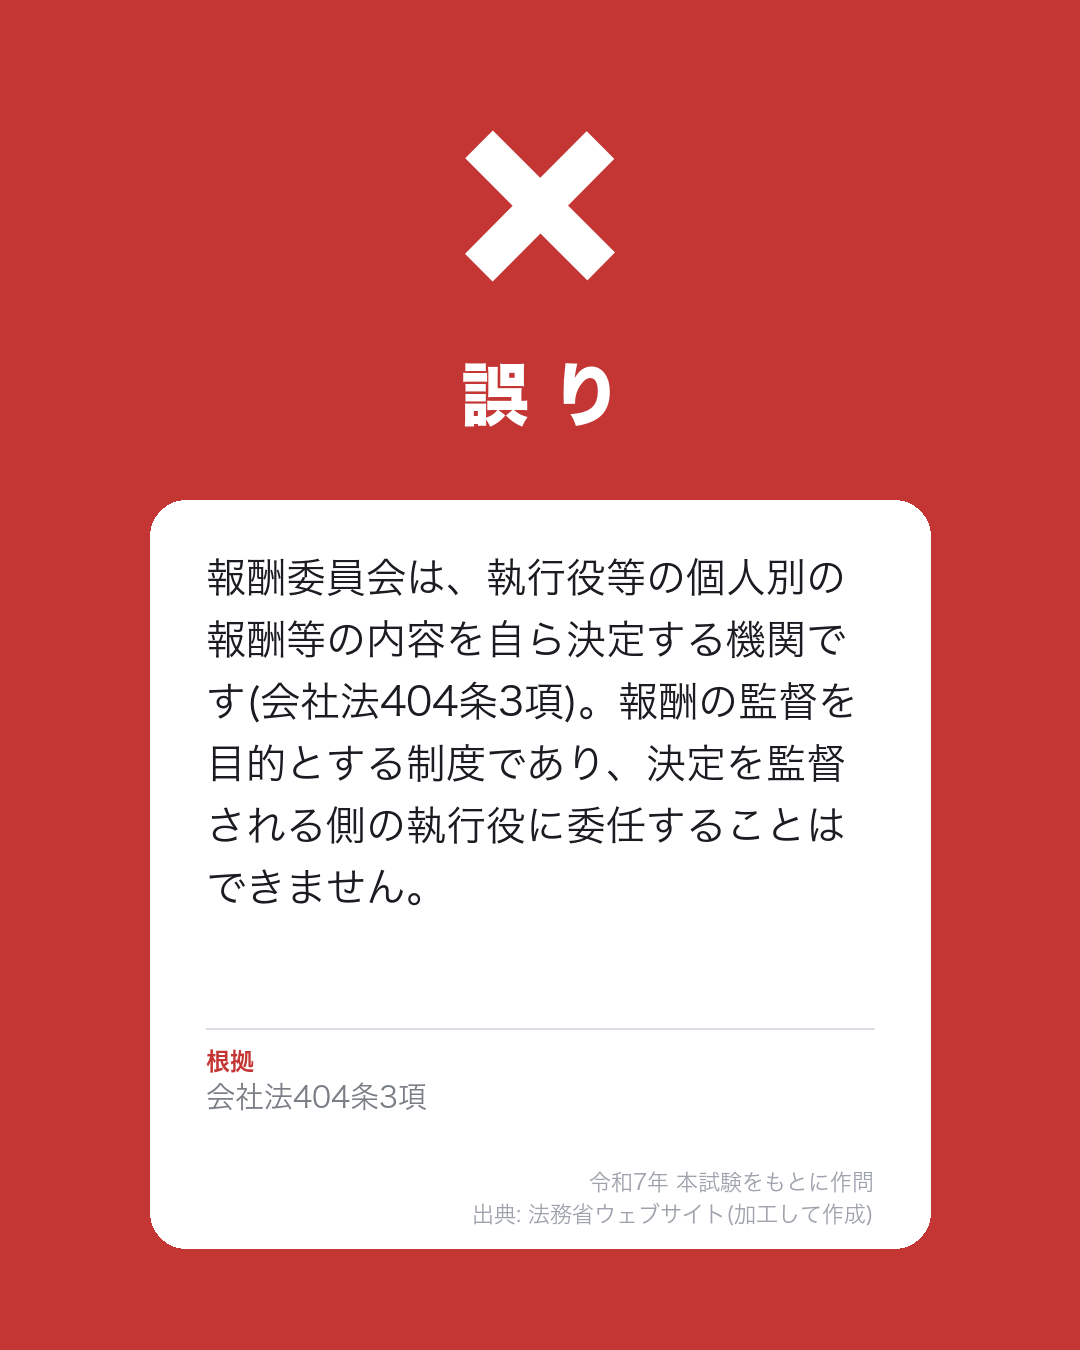 誤り
報酬委員会は、執行役等の個人別の
報酬等の内容を自ら決定する機関で
す(会社法404条3項)。報酬の監督を
目的とする制度であり、決定を監督
される側の執行役に委任することは
できません。
根拠
会社法404条3項
令和7年 本試験をもとに作問
出典: 法務省ウェブサイト(加工して作成)